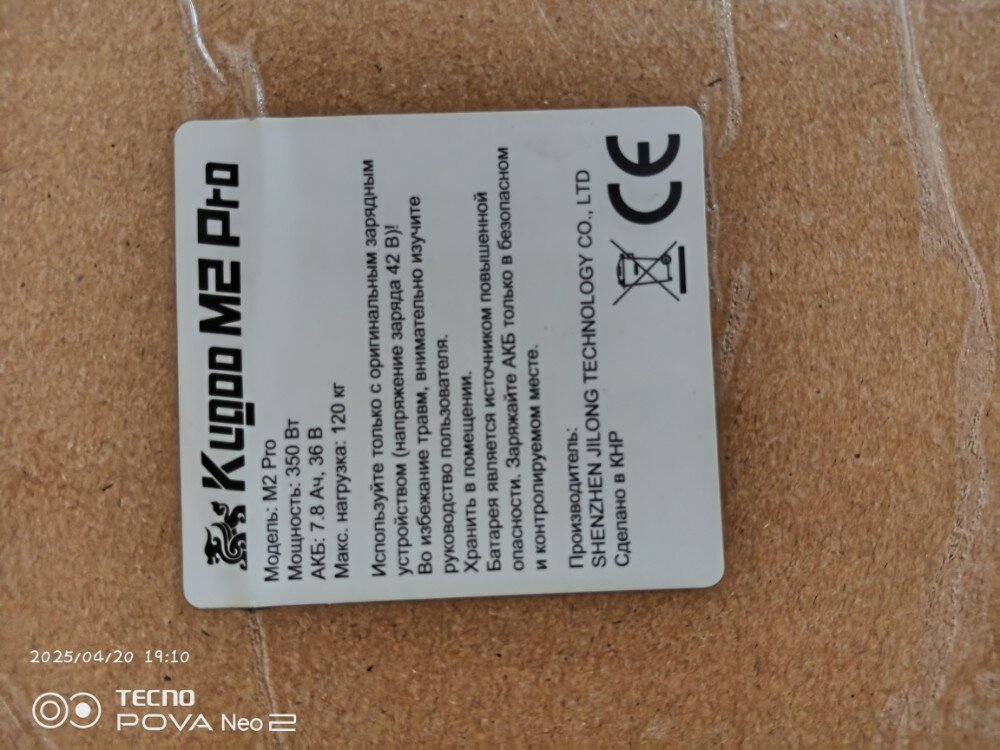 Kugoo M2 Pro
Модель: M2 Pro
Мощность: 350 Вт
АКБ: 7.8 Ач, 36 В
Макс. нагрузка: 120 кг
Используйте только с оригинальным зарядным
устройством (напряжение заряда 42 В)!
Во избежание травм, внимательно изучите
руководство пользователя.
Хранить в помещении.
Батарея является источником повышенной
опасности. Заряжайте АКБ только в безопасном
и контролируемом месте.
Производитель:
SHENZHEN JILONG TECHNOLOGY CO., LTD
Сделано в КНР
CE
2025/04/20 19:10
TECNO
POVA Neo 2